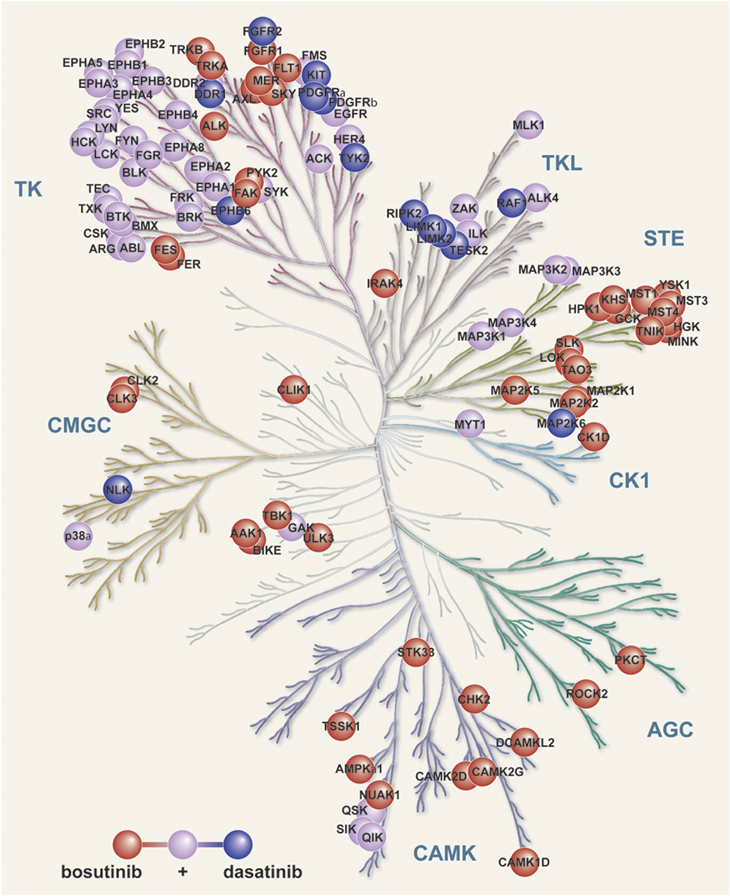 FGFR2
EPHB2
TRKB
FGFR1
FMS
EPHA5
EPHB1
TRKA
FLT1
KIT
EPHA3
EPHB3
DDR2
MER
EPHA4
DDR1
AXL
SKY
PDGFRa
YES
PDGFRb
SRC
EPHB4
EGFR
MLK1
LYN
ALK
HCK
FYN
HER4
LCK
FGR
EPHA8
ACK
TYK2
TKL
BLK
EPHA2
PYK2
TK
TEC
EPHA1
FAK
SYK
ZAK
RAF1
ALK4
TXK
BTK
FRK
EPHB6
RIPK2
BMX
BRK
LIMK1
ILK
STE
CSK
LIMK2
ARG
ABL
FES
TESK2
FER
MAP3K2
MAP3K3
IRAK4
YSK1
KHS
MST1
MST3
HPK1
GCK
MST4
MAP3K4
HGK
MAP3K1
TNIK
MINK
SLK
LOK
TAO3
CLK2
CLIK1
MAP2K5
MAP2K1
CLK3
MAP2K2
CMGC
MYT1
MAP2K6
CK1D
CK1
NLK
TBK1
GAK
p38a
AAK1
ULK3
BIKE
STK33
PKCT
CHK2
ROCK2
TSSK1
AGC
DCAMKL2
AMPKa1
CAMK2D
CAMK2G
NUAK1
QSK
SIK
QIK
CAMK
CAMK1D
bosutinib + dasatinib